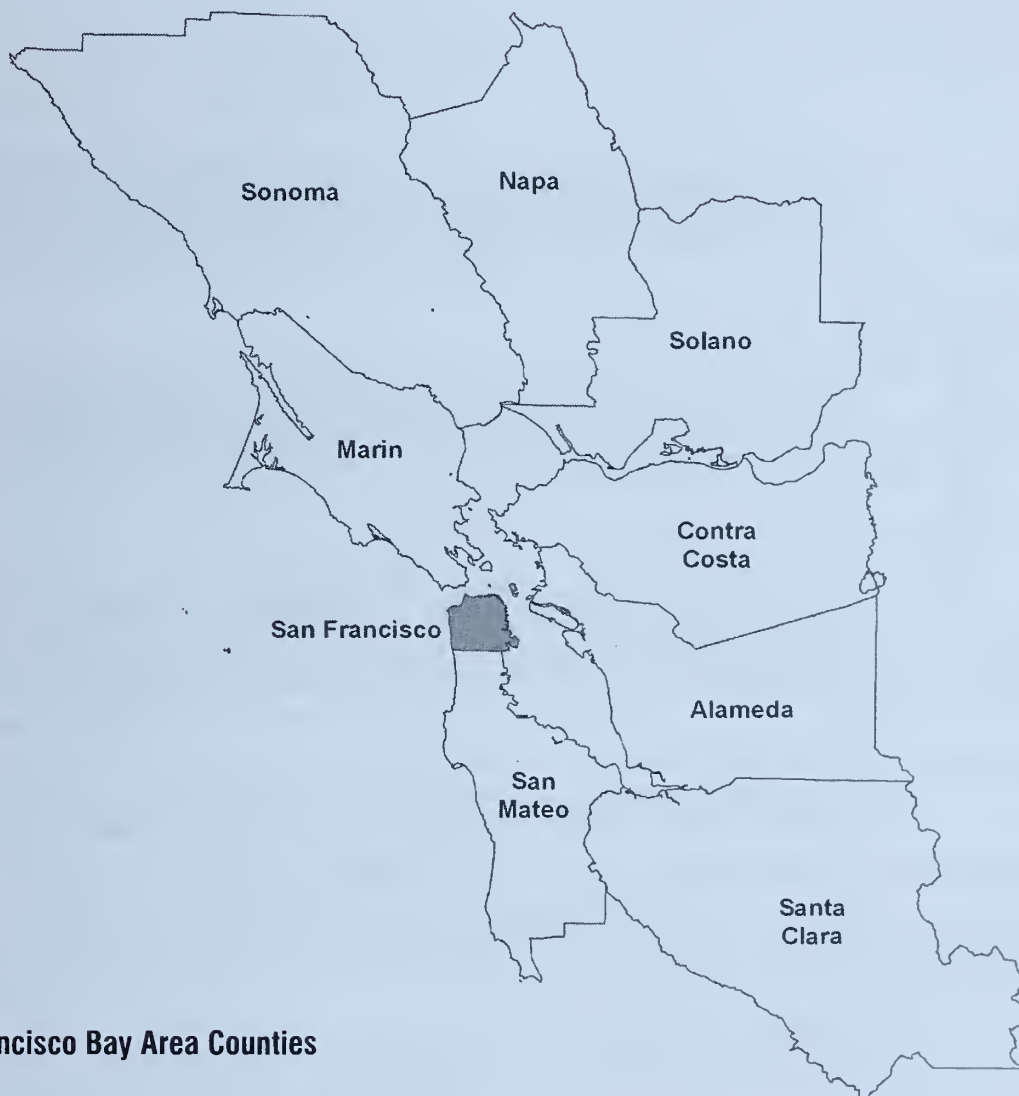 Sonoma
Napa
Solano
Marin
Contra
Costa
San Francisco
Alameda
San
Mateo
Santa
Clara
ncisco Bay Area Counties